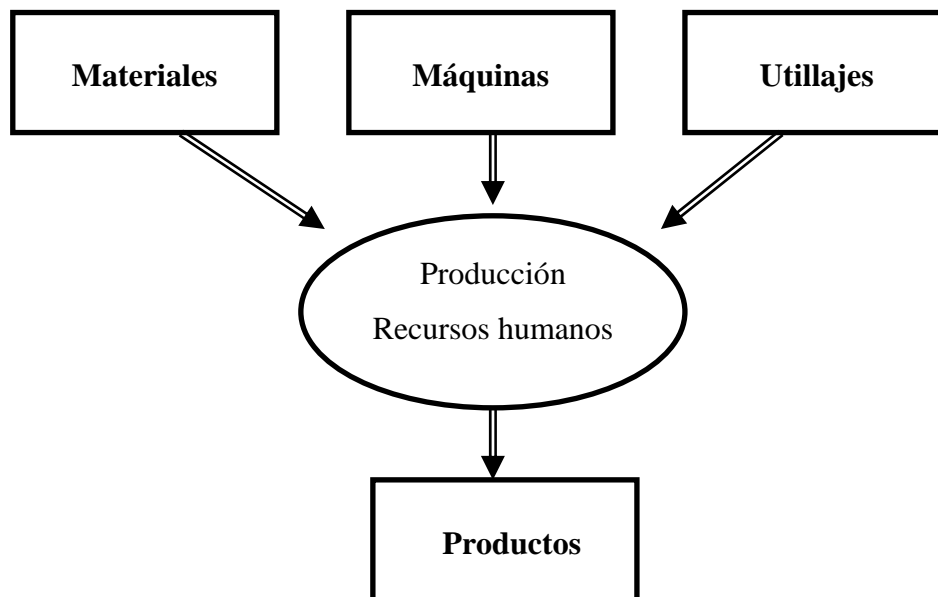 Materiales
Máquinas
Utillajes
Producción
Recursos humanos
Productos